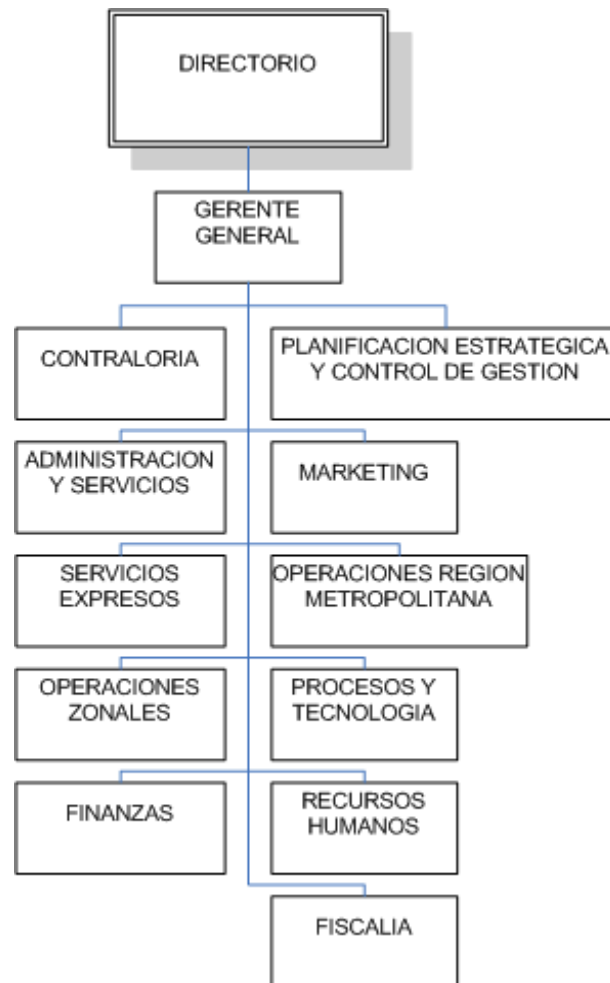 DIRECTORIO
GERENTE
GENERAL
CONTRALORIA
PLANIFICACION ESTRATEGICA
Y CONTROL DE GESTION
ADMINISTRACION
Y SERVICIOS
MARKETING
SERVICIOS
EXPRESOS
OPERACIONES REGION
METROPOLITANA
OPERACIONES
ZONALES
PROCESOS Y
TECNOLOGIA
FINANZAS
RECURSOS
HUMANOS
FISCALIA